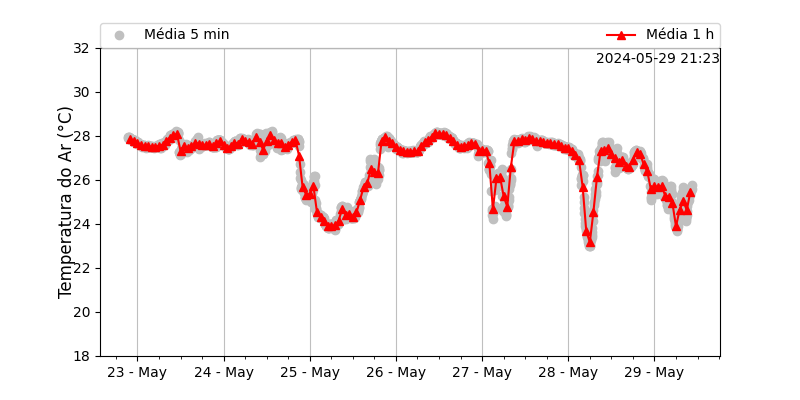 Média 5 min
Média 1 h
2024-05-29 21:23
Temperatura do Ar (°C)
32
30
28
26
24
22
20
18
23 - May
24 - May
25 - May
26 - May
27 - May
28 - May
29 - May